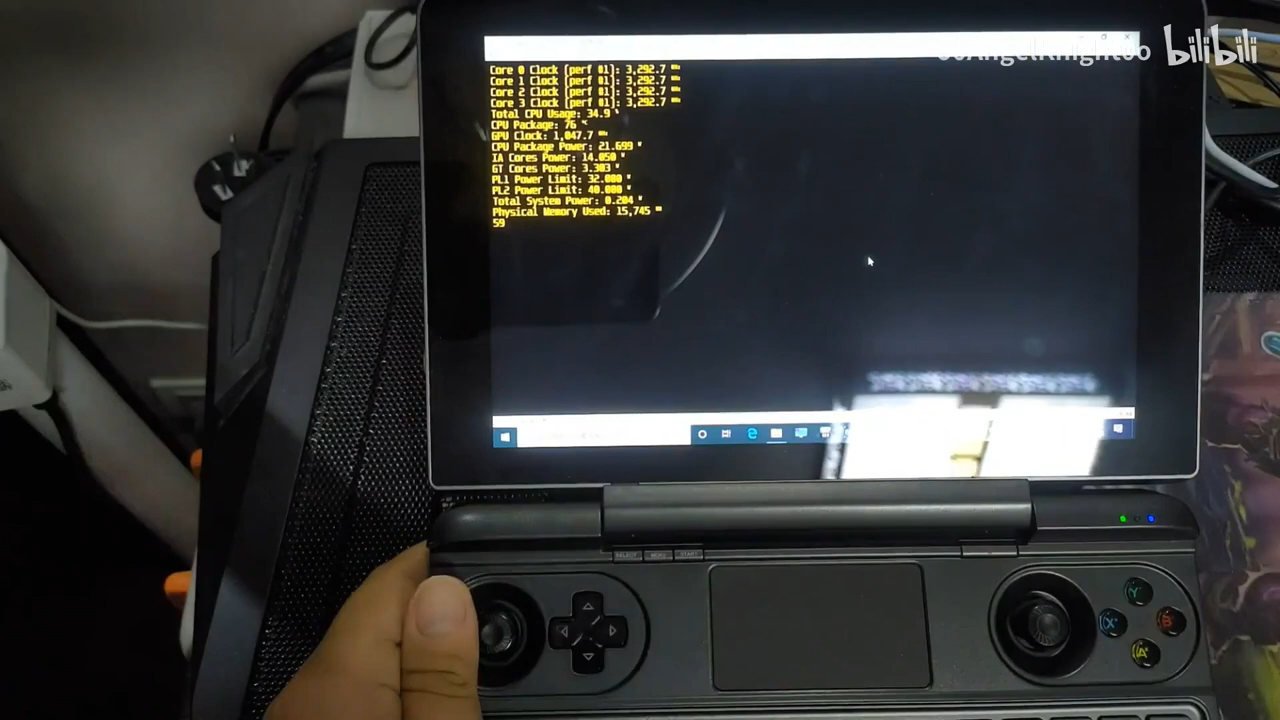 bilibili
Core 0 Clock (perf #1): 3,292.7 MHz
Core 1 Clock (perf #1): 3,292.7 MHz
Core 2 Clock (perf #1): 3,292.7 MHz
Core 3 Clock (perf #1): 3,292.7 MHz
Total CPU Usage: 34.9 %
CPU Package: 76 °C
GPU Clock: 1,047.7 MHz
CPU Package Power: 21.699 W
IA Cores Power: 14.050 W
GT Cores Power: 3.303 W
PL1 Power Limit: 32.000 W
PL2 Power Limit: 40.000 W
Total System Power: 0.204 W
Physical Memory Used: 15,745 MB
59
SELECT MENU START
Y
X B
A